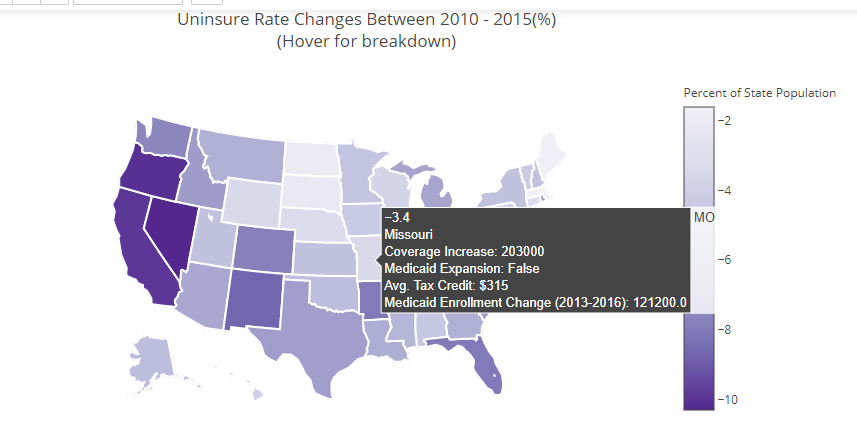 Uninsure Rate Changes Between 2010 - 2015(%)
(Hover for breakdown)
Percent of State Population
−2
−4
−6
−8
−10
−3.4
Missouri
Coverage Increase: 203000
Medicaid Expansion: False
Avg. Tax Credit: $315
Medicaid Enrollment Change (2013-2016): 121200.0
MO